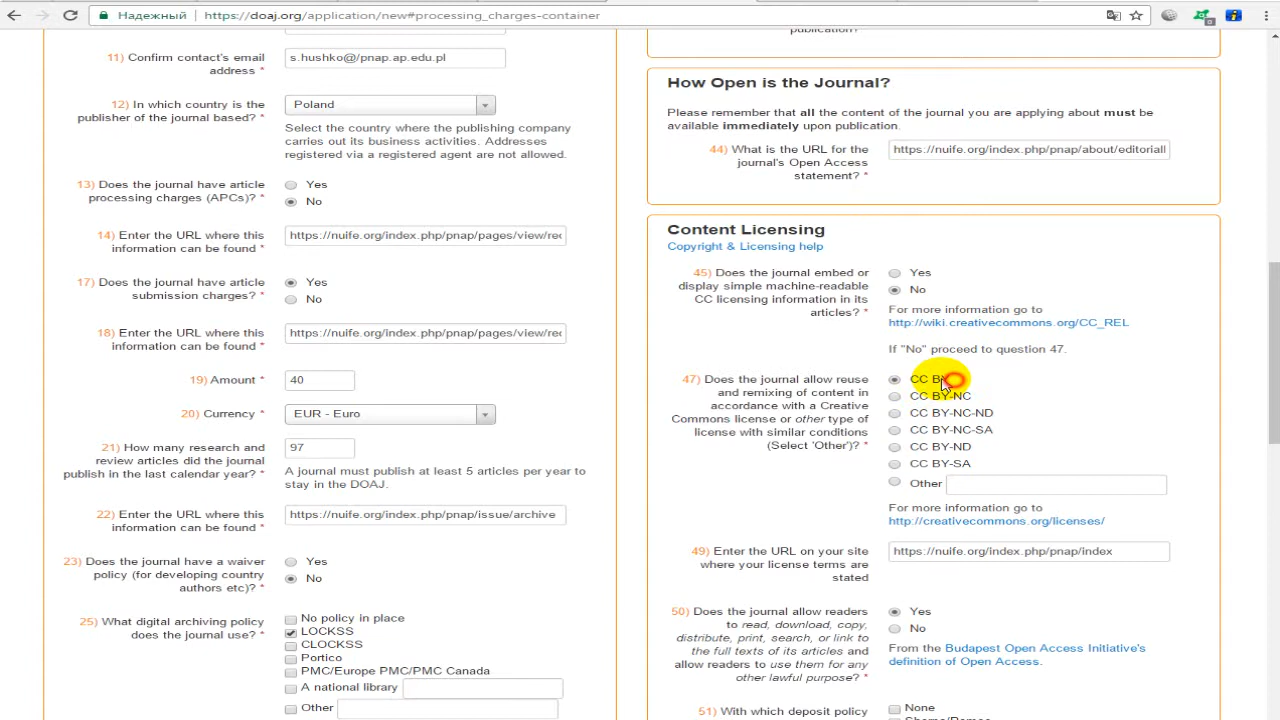 Надежный
https://doaj.org/application/new#processing_charges-container
11) Confirm contact's email address *
s.hushko@/pnap.ap.edu.pl
12) In which country is the publisher of the journal based? *
Poland
Select the country where the publishing company
carries out its business activities. Addresses
registered via a registered agent are not allowed.
13) Does the journal have article
processing charges (APCs)? *
Yes
No
14) Enter the URL where this
information can be found *
https://nuife.org/index.php/pnap/pages/view/rec
17) Does the journal have article
submission charges? *
Yes
No
18) Enter the URL where this
information can be found *
https://nuife.org/index.php/pnap/pages/view/rec
19) Amount *
40
20) Currency *
EUR - Euro
21) How many research and
review articles did the journal
publish in the last calendar year? *
97
A journal must publish at least 5 articles per year to
stay in the DOAJ.
22) Enter the URL where this
information can be found *
https://nuife.org/index.php/pnap/issue/archive
23) Does the journal have a waiver
policy (for developing country
authors etc)? *
Yes
No
25) What digital archiving policy
does the journal use? *
No policy in place
LOCKSS
CLOCKSS
Portico
PMC/Europe PMC/PMC Canada
A national library
Other
publication?
How Open is the Journal?
Please remember that all the content of the journal you are applying about must be
available immediately upon publication.
44) What is the URL for the
journal's Open Access
statement? *
https://nuife.org/index.php/pnap/about/editorialI
Content Licensing
Copyright & Licensing help
45) Does the journal embed or
display simple machine-readable
CC licensing information in its
articles? *
Yes
No
For more information go to
http://wiki.creativecommons.org/CC_REL
If "No" proceed to question 47.
47) Does the journal allow reuse
and remixing of content in
accordance with a Creative
Commons license or other type of
license with similar conditions
(Select 'Other')? *
CC BY
CC BY-NC
CC BY-NC-ND
CC BY-NC-SA
CC BY-ND
CC BY-SA
Other
For more information go to
http://creativecommons.org/licenses/
49) Enter the URL on your site
where your license terms are
stated
https://nuife.org/index.php/pnap/index
50) Does the journal allow readers
to read, download, copy,
distribute, print, search, or link to
the full texts of its articles and
allow readers to use them for any
other lawful purpose? *
Yes
No
From the Budapest Open Access Initiative's
definition of Open Access.
51) With which deposit policy
None